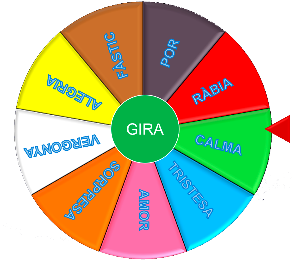 POR
RÀBIA
CALMA
TRISTESA
AMOR
SORPRESA
VERGONYA
ALEGRIA
FÀSTIC
GIRA